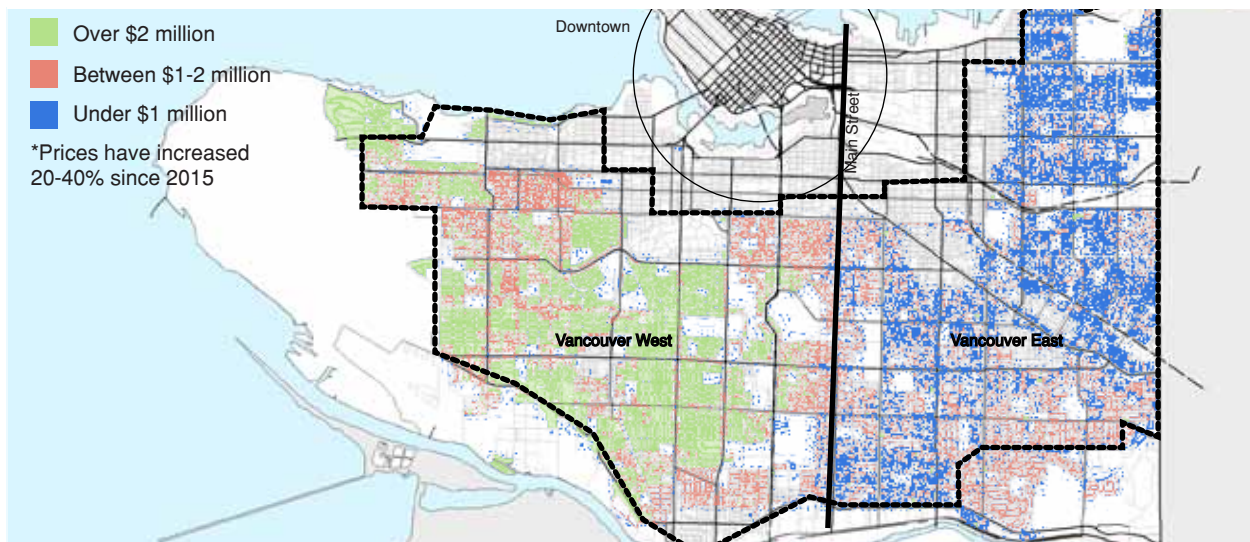 Over $2 million
Between $1-2 million
Under $1 million
*Prices have increased
20-40% since 2015
Downtown
Main Street
Vancouver West
Vancouver East